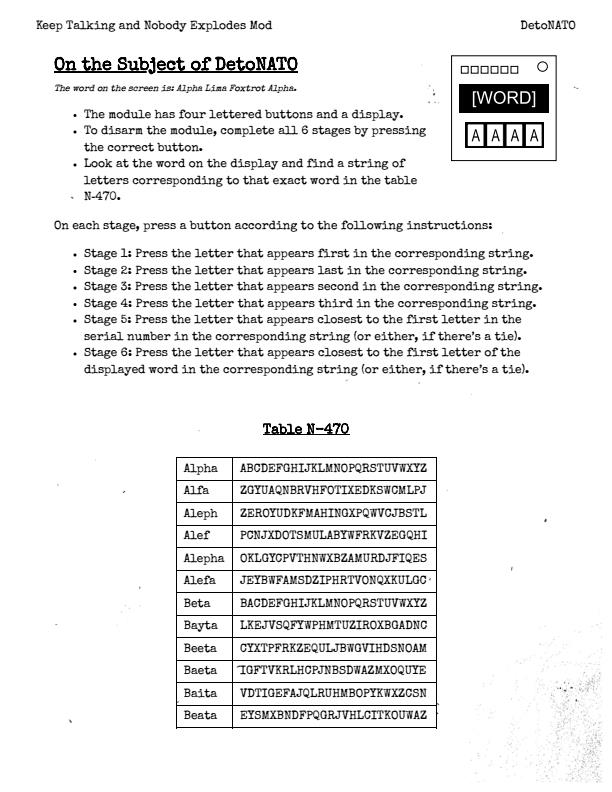 Keep Talking and Nobody Explodes Mod DetoNATO
On the Subject of DetoNATO
The word on the screen is: Alpha Lima Foxtrot Alpha.
[WORD]
A A A A
• The module has four lettered buttons and a display.
• To disarm the module, complete all 6 stages by pressing
the correct button.
• Look at the word on the display and find a string of
letters corresponding to that exact word in the table
N-470.
On each stage, press a button according to the following instructions:
• Stage 1: Press the letter that appears first in the corresponding string.
• Stage 2: Press the letter that appears last in the corresponding string.
• Stage 3: Press the letter that appears second in the corresponding string.
• Stage 4: Press the letter that appears third in the corresponding string.
• Stage 5: Press the letter that appears closest to the first letter in the
serial number in the corresponding string (or either, if there's a tie).
• Stage 6: Press the letter that appears closest to the first letter of the
displayed word in the corresponding string (or either, if there's a tie).
Table N-470
Alpha ABCDEFGHIJKLMNOPQRSTUVWXYZ
Alfa ZGYUAQNBRVHFOTIXEDKSWCMLPJ
Aleph ZEROYUDKFMAHINGXPQWVCJBSTL
Alef PCNJXDOTSMULABYWFRKVZEGQHI
Alepha OKLGYCPVTHNWXBZAMURDJFIQES
Alefa JEYBWFAMSDZIPHRTVONQXKULGC
Beta BACDEFGHIJKLMNOPQRSTUVWXYZ
Bayta LKEJVSQFYWPHMTUZIROXBGADNC
Beeta CYXTPFRKZEQULJBWGVIHDSNOAM
Baeta IGFTVKRLHCPJNBSDWAZMXOQUYE
Baita VDTIGEFAJQLRUHMBOPYKWXZCSN
Beata EYSMXBNDFPQGRJVHLCITKOUWAZ